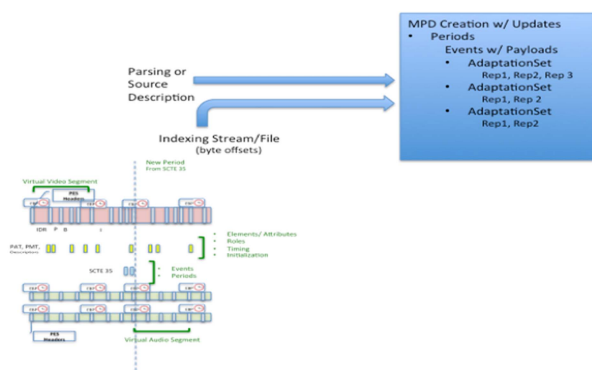 MPD Creation w/ Updates
• Periods
Events w/ Payloads
• AdaptationSet
Rep1, Rep2, Rep 3
• AdaptationSet
Rep1, Rep 2
• AdaptationSet
Rep1, Rep2
Parsing or
Source
Description
Indexing Stream/File
(byte offsets)
New Period
From SCTE 35
Virtual Video Segment
PES
Headers
IDR P B I
PAT, PMT,
• Elements/ Attributes
• Roles
• Timing
• Initialization
SCTE 35
• Events
• Periods
PES
Headers
Virtual Audio Segment